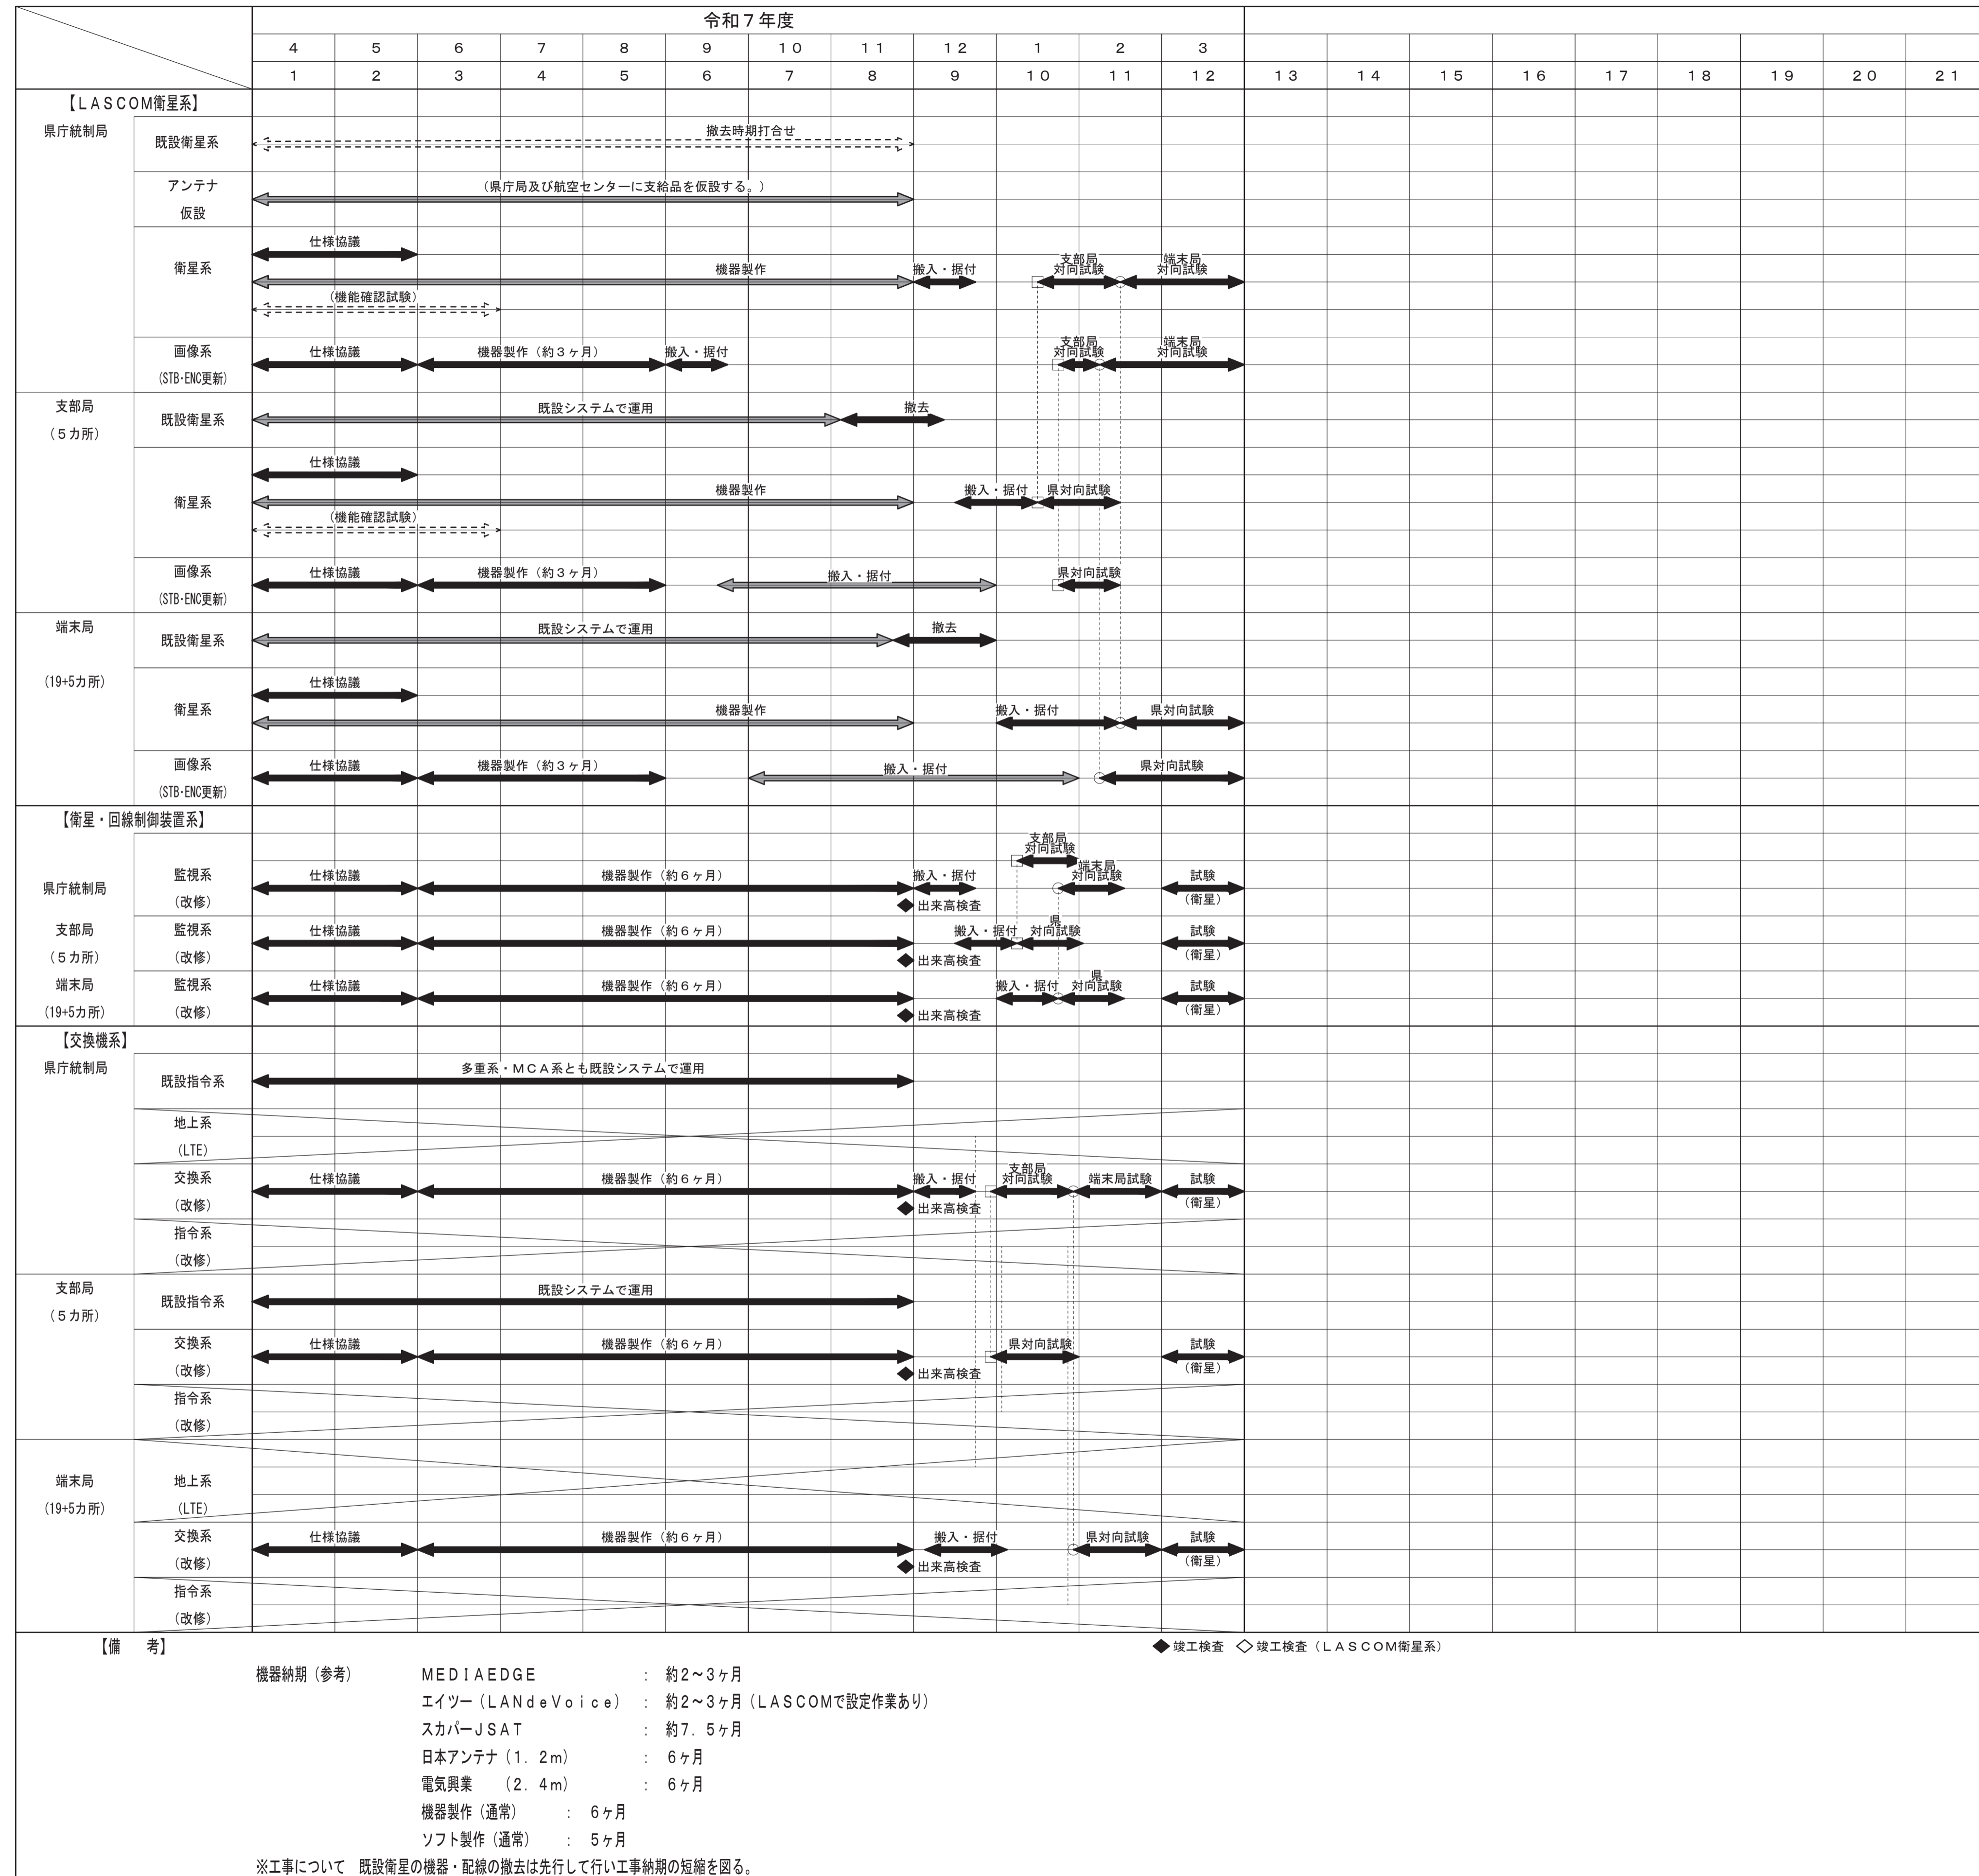 令和７年度
４ ５ ６ ７ ８ ９ １０ １１ １２ １ ２ ３
１ ２ ３ ４ ５ ６ ７ ８ ９ １０ １１ １２ １３ １４ １５ １６ １７ １８ １９ ２０ ２１
【ＬＡＳＣＯＭ衛星系】
県庁統制局
既設衛星系
撤去時期打合せ
アンテナ
仮設
（県庁局及び航空センターに支給品を仮設する。）
衛星系
仕様協議
機器製作 搬入・据付
支部局
対向試験
端末局
対向試験
（機能確認試験）
画像系
(STB･ENC更新)
仕様協議 機器製作（約３ヶ月） 搬入・据付
支部局
対向試験
端末局
対向試験
支部局
（５カ所）
既設衛星系
既設システムで運用 撤去
衛星系
仕様協議
機器製作 搬入・据付 県対向試験
（機能確認試験）
画像系
(STB･ENC更新)
仕様協議 機器製作（約３ヶ月） 搬入・据付 県対向試験
端末局
(19+5カ所)
既設衛星系
既設システムで運用 撤去
衛星系
仕様協議
機器製作 搬入・据付 県対向試験
画像系
(STB･ENC更新)
仕様協議 機器製作（約３ヶ月） 搬入・据付 県対向試験
【衛星・回線制御装置系】
県庁統制局
監視系
（改修）
仕様協議 機器製作（約６ヶ月） 搬入・据付
支部局
対向試験
端末局
対向試験
試験
（衛星）
◆出来高検査
支部局
（５カ所）
監視系
（改修）
仕様協議 機器製作（約６ヶ月） 搬入・据付
県
対向試験
試験
（衛星）
◆出来高検査
端末局
(19+5カ所)
監視系
（改修）
仕様協議 機器製作（約６ヶ月） 搬入・据付
県
対向試験
試験
（衛星）
◆出来高検査
【交換機系】
県庁統制局
既設指令系
多重系・ＭＣＡ系とも既設システムで運用
地上系
(LTE)
交換系
（改修）
仕様協議 機器製作（約６ヶ月） 搬入・据付
支部局
対向試験
端末局試験
試験
（衛星）
◆出来高検査
指令系
（改修）
支部局
（５カ所）
既設指令系
既設システムで運用
交換系
（改修）
仕様協議 機器製作（約６ヶ月） 県対向試験
試験
（衛星）
◆出来高検査
指令系
（改修）
端末局
(19+5カ所)
地上系
(LTE)
交換系
（改修）
仕様協議 機器製作（約６ヶ月） 搬入・据付 県対向試験
試験
（衛星）
◆出来高検査
指令系
（改修）
【備　考】
◆竣工検査 ◇竣工検査（ＬＡＳＣＯＭ衛星系）
機器納期（参考） ＭＥＤＩＡＥＤＧＥ ： 約２～３ヶ月
エイツー（ＬＡＮｄｅＶｏｉｃｅ） ： 約２～３ヶ月（ＬＡＳＣＯＭで設定作業あり）
スカパーＪＳＡＴ ： 約７．５ヶ月
日本アンテナ（１．２ｍ） ： ６ヶ月
電気興業　（２．４ｍ） ： ６ヶ月
機器製作（通常） ： ６ヶ月
ソフト製作（通常） ： ５ヶ月
※工事について　既設衛星の機器・配線の撤去は先行して行い工事納期の短縮を図る。